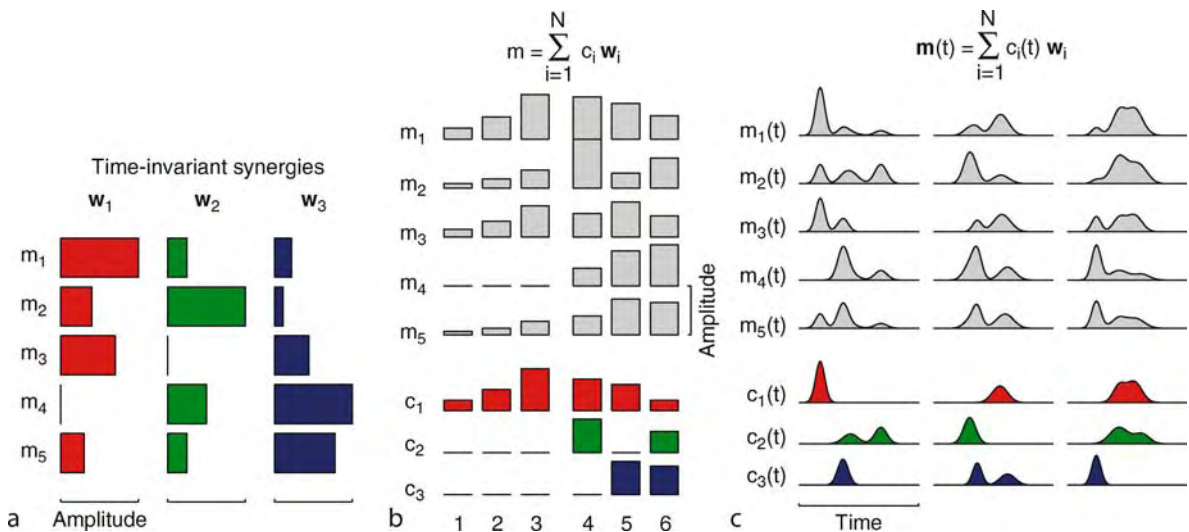 Time-invariant synergies
w1 w2 w3
m1
m2
m3
m4
m5
a
Amplitude
N
m = ∑ ci wi
i=1
m1
m2
m3
m4
m5
Amplitude
c1
c2
c3
b
1 2 3 4 5 6
N
m(t) = ∑ ci(t) wi
i=1
m1(t)
m2(t)
m3(t)
m4(t)
m5(t)
c1(t)
c2(t)
c3(t)
c
Time